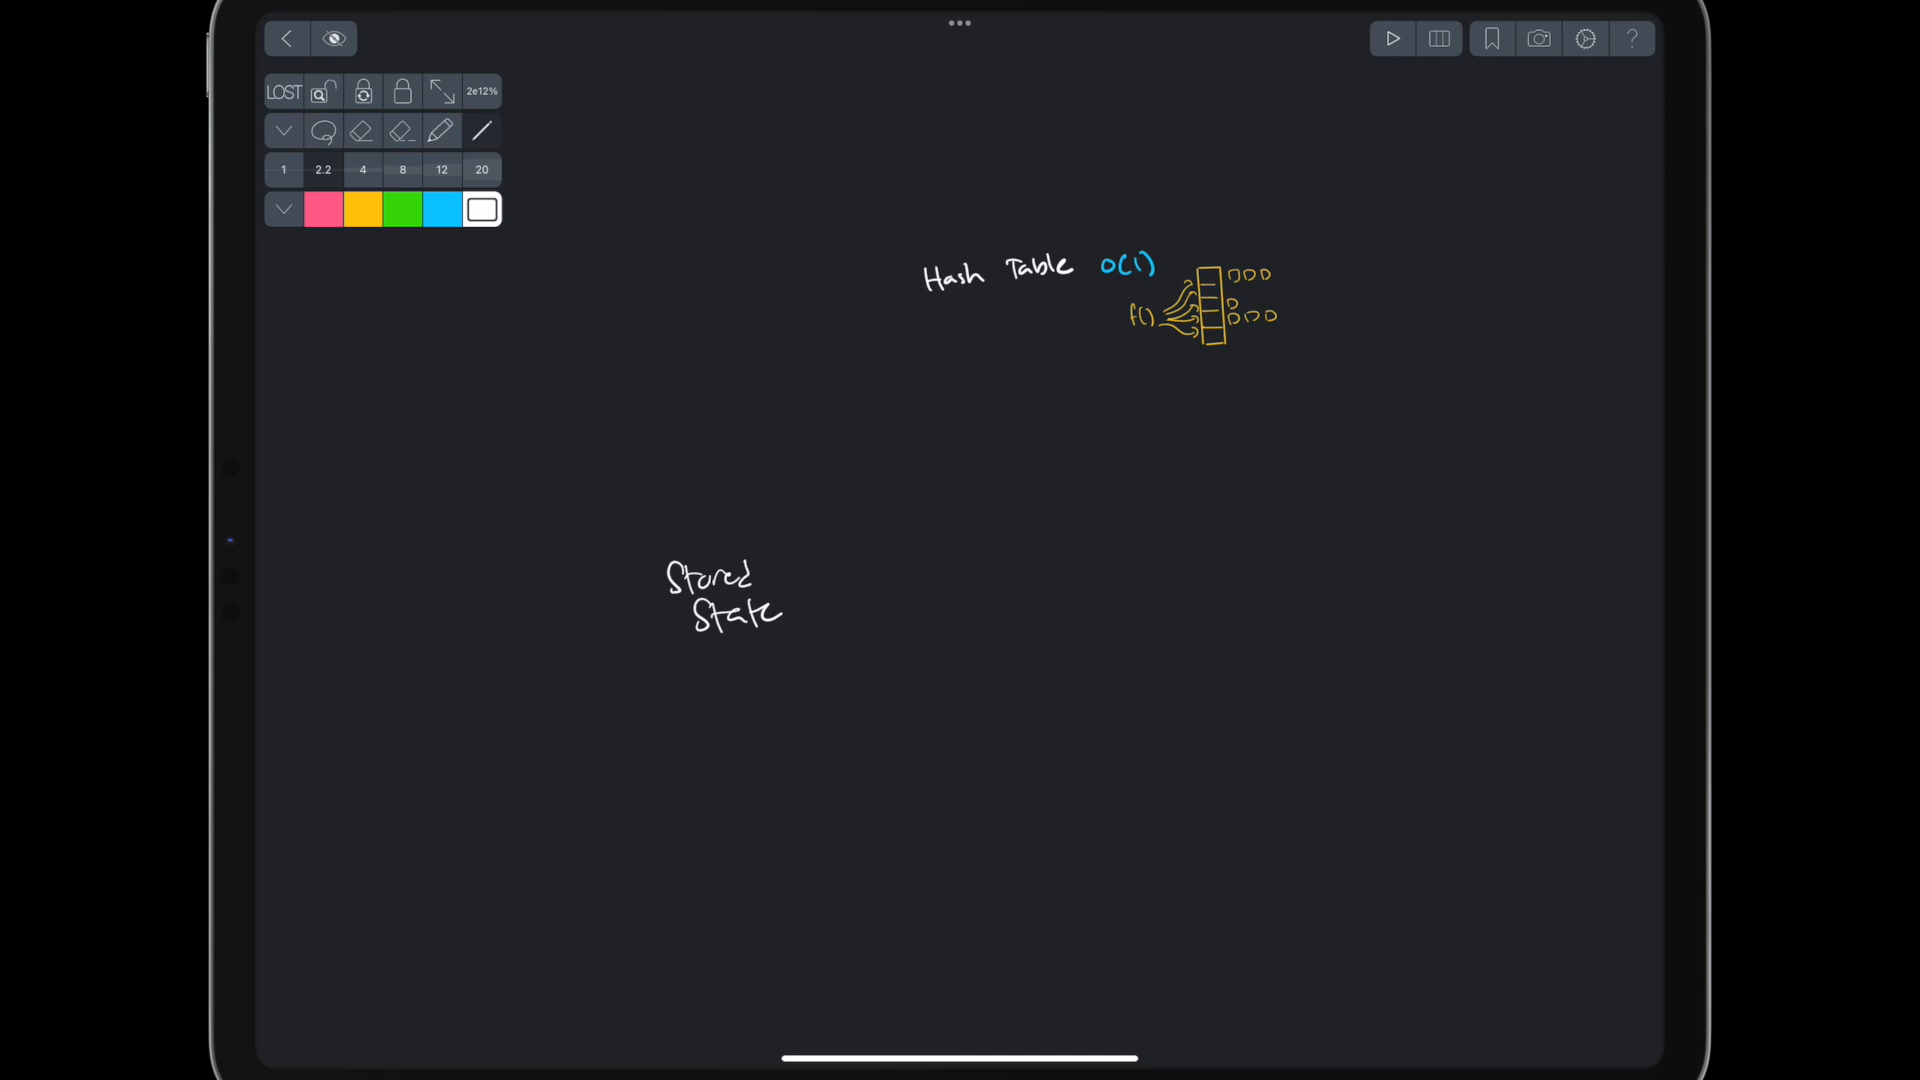 LOST
2e12%
1 2.2 4 8 12 20
?
Hash Table O(1)
f()
Stored
State